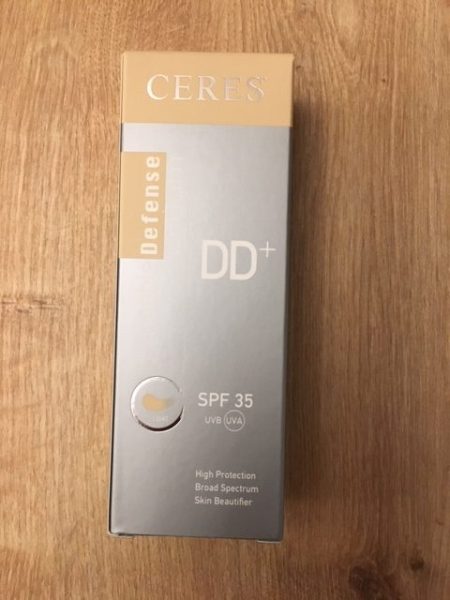 CERES
Defense
DD+
SPF 35
UVB UVA
High Protection
Broad Spectrum
Skin Beautifier